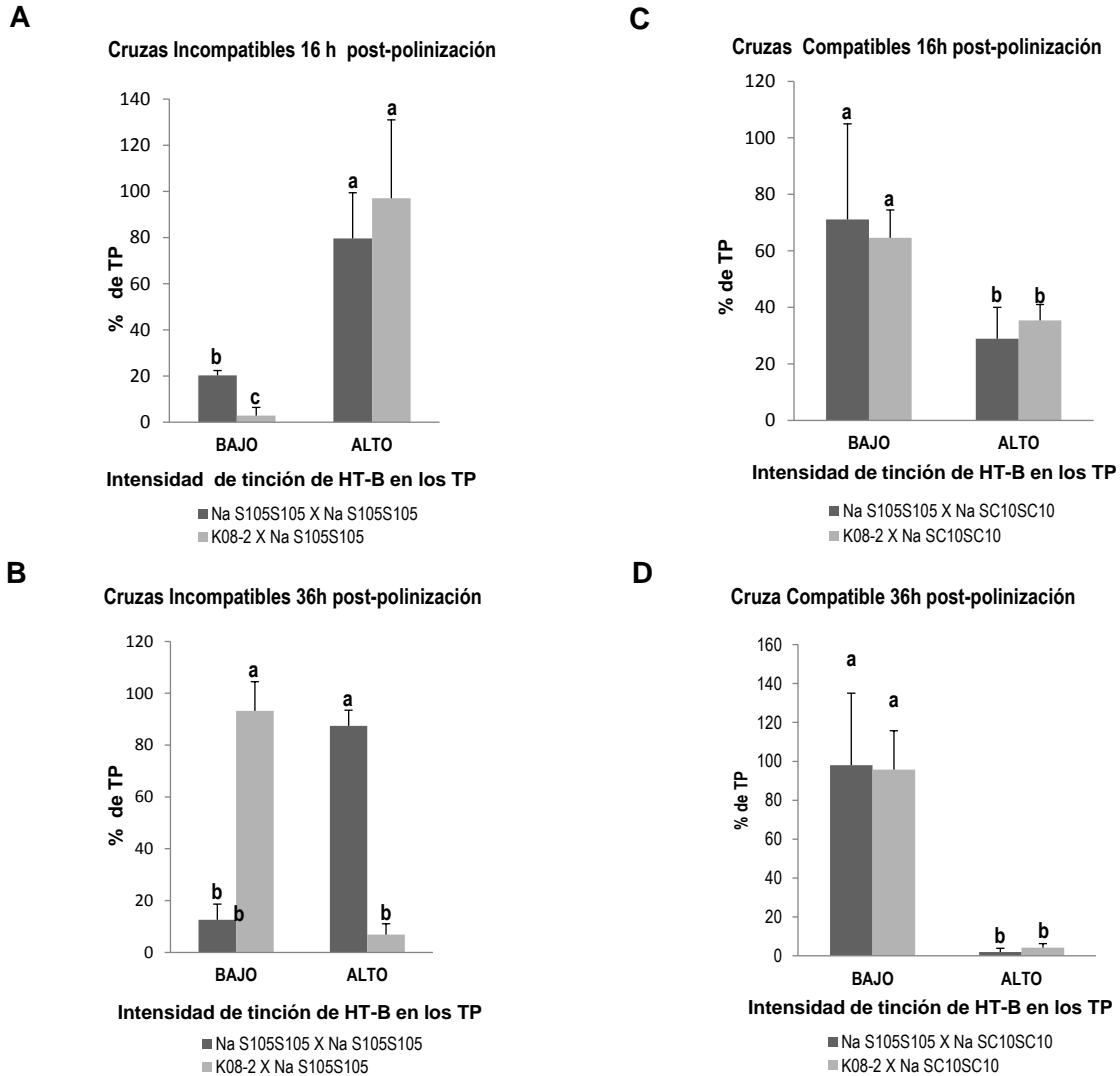 A
Cruzas Incompatibles 16 h post-polinización
140
120
100
80
60
40
20
0
% de TP
b
c
a
a
BAJO
ALTO
Intensidad de tinción de HT-B en los TP
Na S105S105 X Na S105S105
K08-2 X Na S105S105
C
Cruzas Compatibles 16h post-polinización
120
100
80
60
40
20
0
% de TP
a
a
b
b
BAJO
ALTO
Intensidad de tinción de HT-B en los TP
Na S105S105 X Na SC10SC10
K08-2 X Na SC10SC10
B
Cruzas Incompatibles 36h post-polinización
120
100
80
60
40
20
0
% de TP
b
b
a
a
b
BAJO
ALTO
Intensidad de tinción de HT-B en los TP
Na S105S105 X Na S105S105
K08-2 X Na S105S105
D
Cruza Compatible 36h post-polinización
160
140
120
100
80
60
40
20
0
% de TP
a
a
b
b
BAJO
ALTO
Intensidad de tinción de HT-B en los TP
Na S105S105 X Na SC10SC10
K08-2 X Na SC10SC10